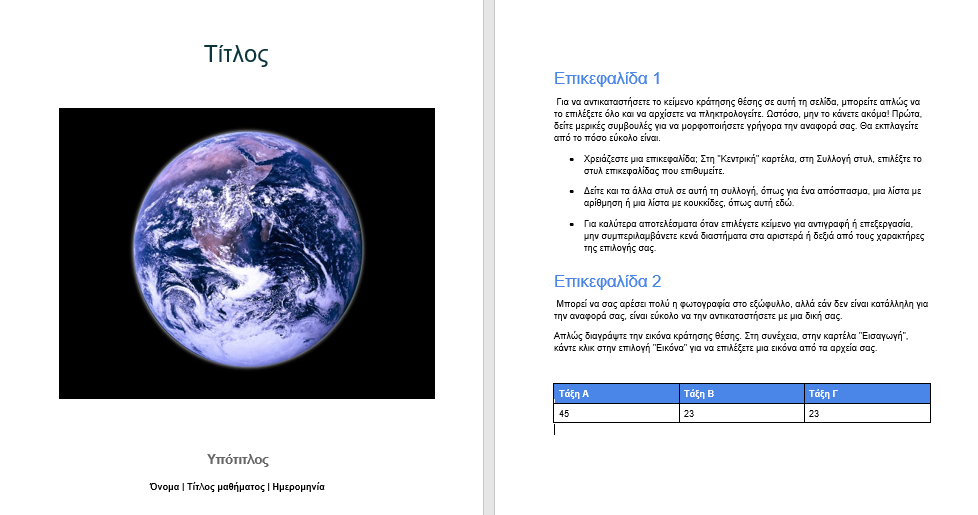 Τίτλος
Υπότιτλος
Όνομα | Τίτλος μαθήματος | Ημερομηνία
Επικεφαλίδα 1
Για να αντικαταστήσετε το κείμενο κράτησης θέσης σε αυτή τη σελίδα, μπορείτε απλώς να
το επιλέξετε όλο και να αρχίσετε να πληκτρολογείτε. Ωστόσο, μην το κάνετε ακόμα! Πρώτα,
δείτε μερικές συμβουλές για να μορφοποιήσετε γρήγορα την αναφορά σας. Θα εκπλαγείτε
από το πόσο εύκολο είναι.
• Χρειάζεστε μια επικεφαλίδα; Στη "Κεντρική" καρτέλα, στη Συλλογή στυλ, επιλέξτε το
στυλ επικεφαλίδας που επιθυμείτε.
• Δείτε και τα άλλα στυλ σε αυτή τη συλλογή, όπως για ένα απόσπασμα, μια λίστα με
αρίθμηση ή μια λίστα με κουκκίδες, όπως αυτή εδώ.
• Για καλύτερα αποτελέσματα όταν επιλέγετε κείμενο για αντιγραφή ή επεξεργασία,
μην συμπεριλαμβάνετε κενά διαστήματα στα αριστερά ή δεξιά από τους χαρακτήρες
της επιλογής σας.
Επικεφαλίδα 2
Μπορεί να σας αρέσει πολύ η φωτογραφία στο εξώφυλλο, αλλά εάν δεν είναι κατάλληλη για
την αναφορά σας, είναι εύκολο να την αντικαταστήσετε με μια δική σας.
Απλώς διαγράψτε την εικόνα κράτησης θέσης. Στη συνέχεια, στην καρτέλα "Εισαγωγή",
κάντε κλικ στην επιλογή "Εικόνα" για να επιλέξετε μια εικόνα από τα αρχεία σας.
Τάξη Α Τάξη Β Τάξη Γ
45 23 23